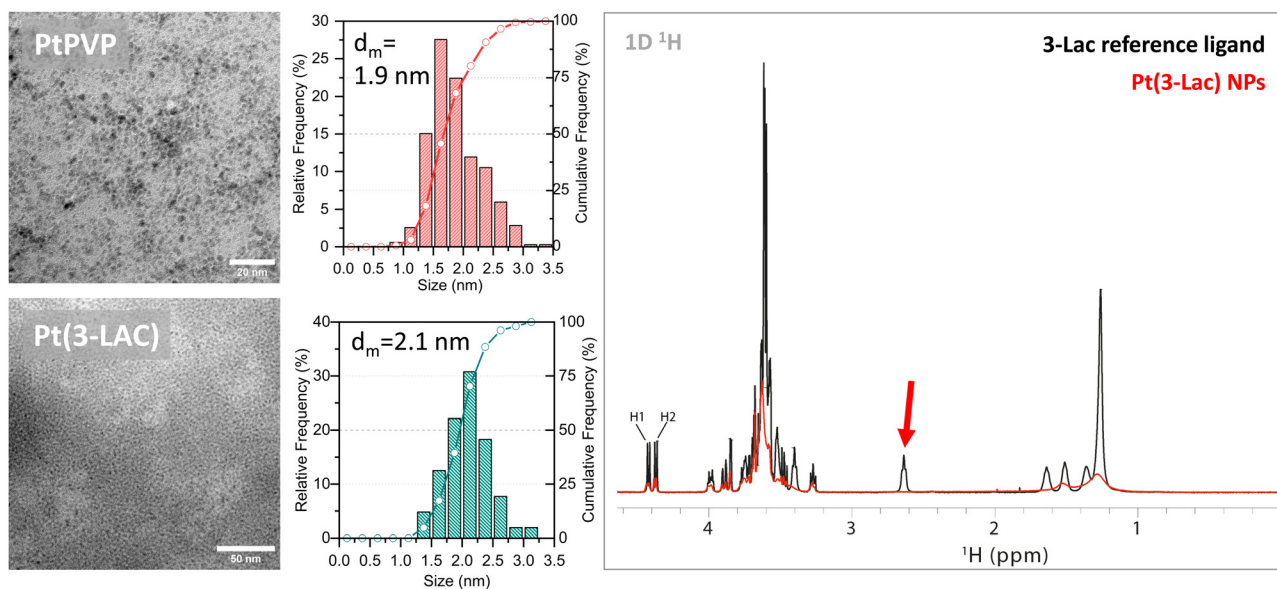 PtPVP
20 nm
d_m=
1.9 nm
Relative Frequency (%)
30
25
20
15
10
5
0
Cumulative Frequency (%)
100
75
50
25
0
0.0 0.5 1.0 1.5 2.0 2.5 3.0 3.5
Size (nm)
Pt(3-LAC)
50 nm
d_m=2.1 nm
Relative Frequency (%)
40
30
20
10
0
Cumulative Frequency (%)
100
75
50
25
0
0.0 0.5 1.0 1.5 2.0 2.5 3.0 3.5
Size (nm)
1D ¹H
3-Lac reference ligand
Pt(3-Lac) NPs
H1 H2
4 3 2 1
¹H (ppm)